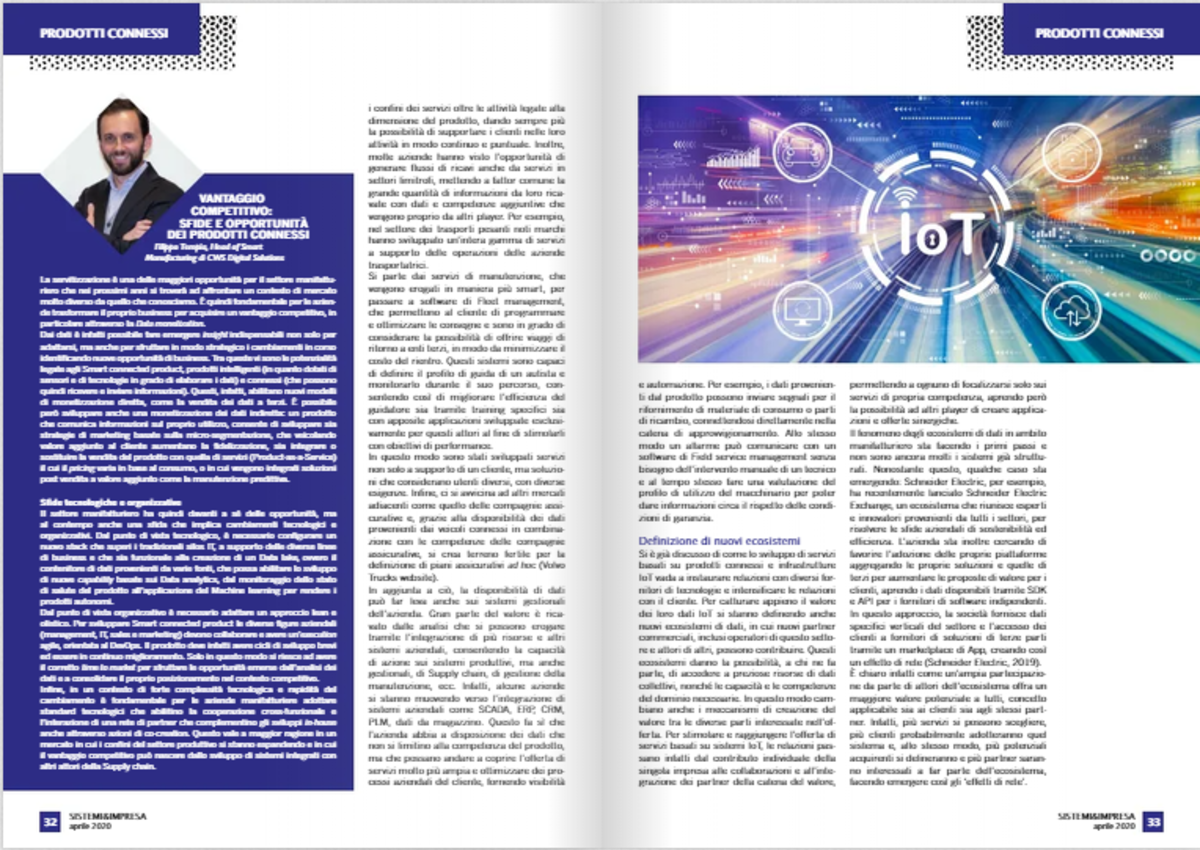 PRODOTTI CONNESSI
VANTAGGIO
COMPETITIVO:
SFIDE E OPPORTUNITÀ
DEI PRODOTTI CONNESSI
Filippo Tempia, Head of Smart
Manufacturing di CWS Digital Solutions
La servitizzazione è una delle maggiori opportunità per il settore manifattu-
riero che nei prossimi anni si troverà ad affrontare un contesto di mercato
molto diverso da quello che conosciamo. È quindi fondamentale per le azien-
de trasformare il proprio business per acquisire un vantaggio competitivo, in
particolare attraverso la Data monetization.
Dai dati è infatti possibile fare emergere insight indispensabili non solo per
adattarsi, ma anche per sfruttare in modo strategico i cambiamenti in corso
identificando nuove opportunità di business. Tra queste vi sono le potenzialità
legate agli Smart connected product, prodotti intelligenti (in quanto dotati di
sensori e di tecnologie in grado di elaborare i dati) e connessi (che possono
quindi ricevere e inviare informazioni). Questi, infatti, abilitano nuovi modelli
di monetizzazione diretta, come la vendita dei dati a terzi. È possibile
però sviluppare anche una monetizzazione dei dati indiretta: un prodotto
che comunica informazioni sul proprio utilizzo, consente di sviluppare sia
strategie di marketing basate sulla micro-segmentazione, che veicolando
valore aggiunto al cliente aumentano la fidelizzazione, sia integrare o
sostituire la vendita del prodotto con quella di servizi (Product-as-a-Service)
il cui il pricing varia in base al consumo, o in cui vengono integrati soluzioni
post vendita a valore aggiunto come la manutenzione predittiva.
Sfide tecnologiche e organizzative
Il settore manifatturiero ha quindi davanti a sé delle opportunità, ma
al contempo anche una sfida che implica cambiamenti tecnologici e
organizzativi. Dal punto di vista tecnologico, è necessario configurare un
nuovo stack che superi i tradizionali silos IT, a supporto delle diverse linee
di business e che sia funzionale alla creazione di un Data lake, ovvero il
contenitore di dati provenienti da varie fonti, che possa abilitare lo sviluppo
di nuove capability basate sui Data analytics, dal monitoraggio dello stato
di salute del prodotto all'applicazione del Machine learning per rendere i
prodotti autonomi.
Dal punto di vista organizzativo è necessario adottare un approccio lean e
olistico. Per sviluppare Smart connected product le diverse figure aziendali
(management, IT, sales e marketing) devono collaborare e avere un'execution
agile, orientata al DevOps. Il prodotto deve infatti avere cicli di sviluppo brevi
ed essere in continuo miglioramento. Solo in questo modo si riesce ad avere
il corretto time to market per sfruttare le opportunità emerse dall'analisi dei
dati e a consolidare il proprio posizionamento nel contesto competitivo.
Infine, in un contesto di forte complessità tecnologica e rapidità del
cambiamento è fondamentale per le aziende manifatturiere adottare
standard tecnologici che abilitino la cooperazione cross-funzionale e
l'interazione di una rete di partner che complementino gli sviluppi in-house
anche attraverso azioni di co-creation. Questo vale a maggior ragione in un
mercato in cui i confini del settore produttivo si stanno espandendo e in cui
il vantaggio competitivo può nascere dallo sviluppo di sistemi integrati con
altri attori della Supply chain.
i confini dei servizi oltre le attività legate alla
dimensione del prodotto, dando sempre più
la possibilità di supportare i clienti nelle loro
attività in modo continuo e puntuale. Inoltre,
molte aziende hanno visto l'opportunità di
generare flussi di ricavi anche da servizi in
settori limitrofi, mettendo a fattor comune la
grande quantità di informazioni da loro rica-
vate con dati e competenze aggiuntive che
vengono proprio da altri player. Per esempio,
nel settore dei trasporti pesanti noti marchi
hanno sviluppato un'intera gamma di servizi
a supporto delle operazioni delle aziende
trasportatrici.
Si parte dai servizi di manutenzione, che
vengono erogati in maniera più smart, per
passare a software di Fleet management,
che permettono al cliente di programmare
e ottimizzare le consegne e sono in grado di
considerare la possibilità di offrire viaggi di
ritorno a enti terzi, in modo da minimizzare il
costo del rientro. Questi sistemi sono capaci
di definire il profilo di guida di un autista e
monitorarlo durante il suo percorso, con-
sentendo così di migliorare l'efficienza del
guidatore sia tramite training specifici sia
con apposite applicazioni sviluppate esclusi-
vamente per questi attori al fine di stimolarli
con obiettivi di performance.
In questo modo sono stati sviluppati servizi
non solo a supporto di un cliente, ma soluzio-
ni che considerano utenti diversi, con diverse
esigenze. Infine, ci si avvicina ad altri mercati
adiacenti come quello delle compagnie assi-
curative e, grazie alla disponibilità dei dati
provenienti dai veicoli connessi in combina-
zione con le competenze delle compagnie
assicurative, si crea terreno fertile per la
definizione di piani assicurativi ad hoc (Volvo
Trucks website).
In aggiunta a ciò, la disponibilità di dati
può far leva anche sui sistemi gestionali
dell'azienda. Gran parte del valore è rica-
vato dalle analisi che si possono erogare
tramite l'integrazione di più risorse e altri
sistemi aziendali, consentendo la capacità
di azione sui sistemi produttivi, ma anche
gestionali, di Supply chain, di gestione della
manutenzione, ecc. Infatti, alcune aziende
si stanno muovendo verso l'integrazione di
sistemi aziendali come SCADA, ERP, CRM,
PLM, dati da magazzino. Questo fa sì che
l'azienda abbia a disposizione dei dati che
non si limitino alla competenza del prodotto,
ma che possano andare a coprire l'offerta di
servizi molto più ampia e ottimizzare dei pro-
cessi aziendali del cliente, fornendo visibilità
32
SISTEMI&IMPRESA
aprile 2020
PRODOTTI CONNESSI
IoT
e automazione. Per esempio, i dati provenien-
ti dal prodotto possono inviare segnali per il
rifornimento di materiale di consumo o parti
di ricambio, connettendosi direttamente nella
catena di approvvigionamento. Allo stesso
modo un allarme può comunicare con un
software di Field service management senza
bisogno dell'intervento manuale di un tecnico
e al tempo stesso fare una valutazione del
profilo di utilizzo del macchinario per poter
dare informazioni circa il rispetto delle condi-
zioni di garanzia.
Definizione di nuovi ecosistemi
Si è già discusso di come lo sviluppo di servizi
basati su prodotti connessi e infrastrutture
IoT vada a instaurare relazioni con diversi for-
nitori di tecnologie e intensificare le relazioni
con il cliente. Per catturare appieno il valore
dei loro dati IoT si stanno definendo anche
nuovi ecosistemi di dati, in cui nuovi partner
commerciali, inclusi operatori di questo setto-
re e attori di altri, possono contribuire. Questi
ecosistemi danno la possibilità, a chi ne fa
parte, di accedere a preziose risorse di dati
collettivi, nonché le capacità e le competenze
del dominio necessarie. In questo modo cam-
biano anche i meccanismi di creazione del
valore tra le diverse parti interessate nell'of-
ferta. Per stimolare e raggiungere l'offerta di
servizi basati su sistemi IoT, le relazioni pas-
sano infatti dal contributo individuale della
singola impresa alle collaborazioni e all'inte-
grazione dei partner della catena del valore,
permettendo a ognuno di focalizzarsi solo sui
servizi di propria competenza, aprendo però
la possibilità ad altri player di creare applica-
zioni e offerte sinergiche.
Il fenomeno degli ecosistemi di dati in ambito
manifatturiero sta facendo i primi passi e
non sono ancora molti i sistemi già struttu-
rati. Nonostante questo, qualche caso sta
emergendo: Schneider Electric, per esempio,
ha recentemente lanciato Schneider Electric
Exchange, un ecosistema che riunisce esperti
e innovatori provenienti da tutti i settori, per
risolvere le sfide aziendali di sostenibilità ed
efficienza. L'azienda sta inoltre cercando di
favorire l'adozione delle proprie piattaforme
aggregando le proprie soluzioni e quelle di
terzi per aumentare le proposte di valore per i
clienti, aprendo i dati disponibili tramite SDK
e API per i fornitori di software indipendenti.
In questo approccio, la società fornisce dati
specifici verticali del settore e l'accesso dei
clienti a fornitori di soluzioni di terze parti
tramite un marketplace di App, creando così
un effetto di rete (Schneider Electric, 2019).
È chiaro infatti come un'ampia partecipazio-
ne da parte di attori dell'ecosistema offra un
maggiore valore potenziale a tutti, concetto
applicabile sia ai clienti sia agli stessi part-
ner. Infatti, più servizi si possono scegliere,
più clienti probabilmente adotteranno quel
sistema e, allo stesso modo, più potenziali
acquirenti si delineranno e più partner saran-
no interessati a far parte dell'ecosistema,
facendo emergere così gli 'effetti di rete'.
SISTEMI&IMPRESA
aprile 2020
33